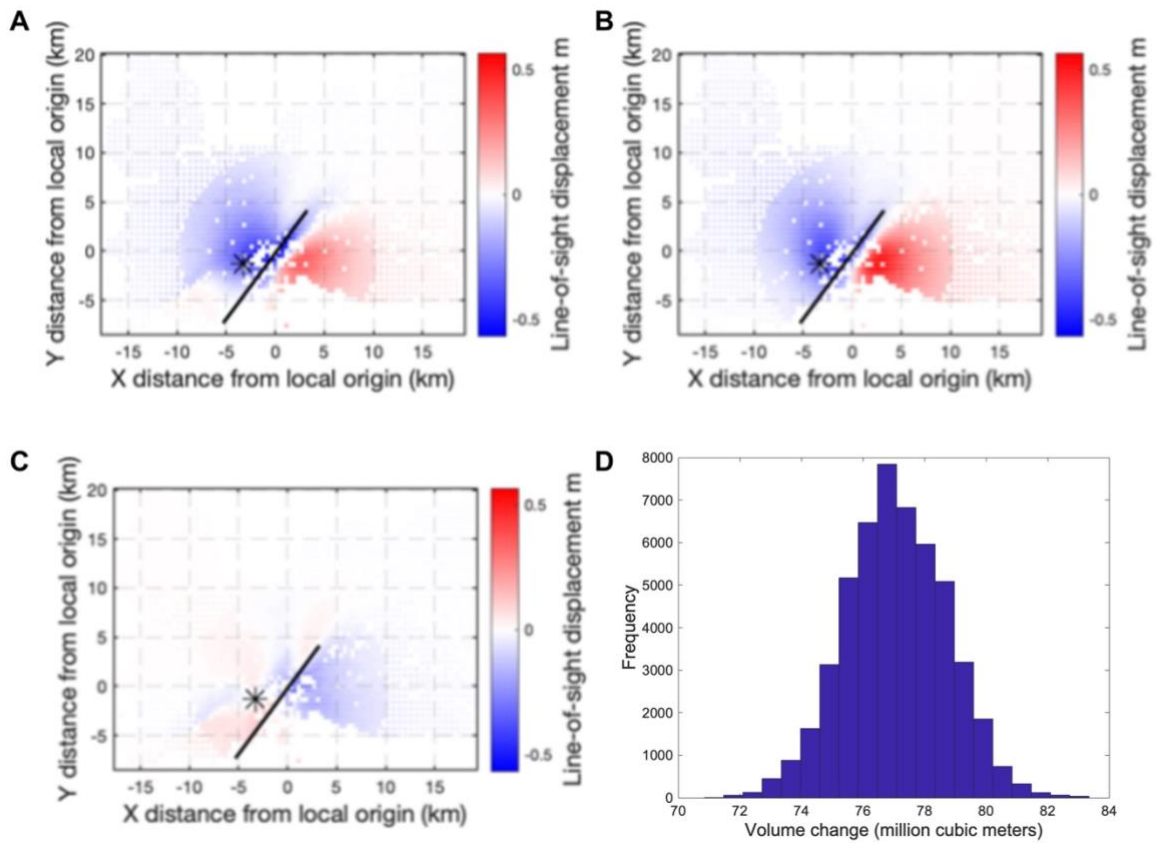 A
Y distance from local origin (km)
20
15
10
5
0
-5
-15 -10 -5 0 5 10 15
X distance from local origin (km)
0.5
0
-0.5
Line-of-sight displacement m
B
Y distance from local origin (km)
20
15
10
5
0
-5
-15 -10 -5 0 5 10 15
X distance from local origin (km)
0.5
0
-0.5
Line-of-sight displacement m
C
Y distance from local origin (km)
20
15
10
5
0
-5
-15 -10 -5 0 5 10 15
X distance from local origin (km)
0.5
0
-0.5
Line-of-sight displacement m
D
Frequency
8000
7000
6000
5000
4000
3000
2000
1000
0
70 72 74 76 78 80 82 84
Volume change (million cubic meters)